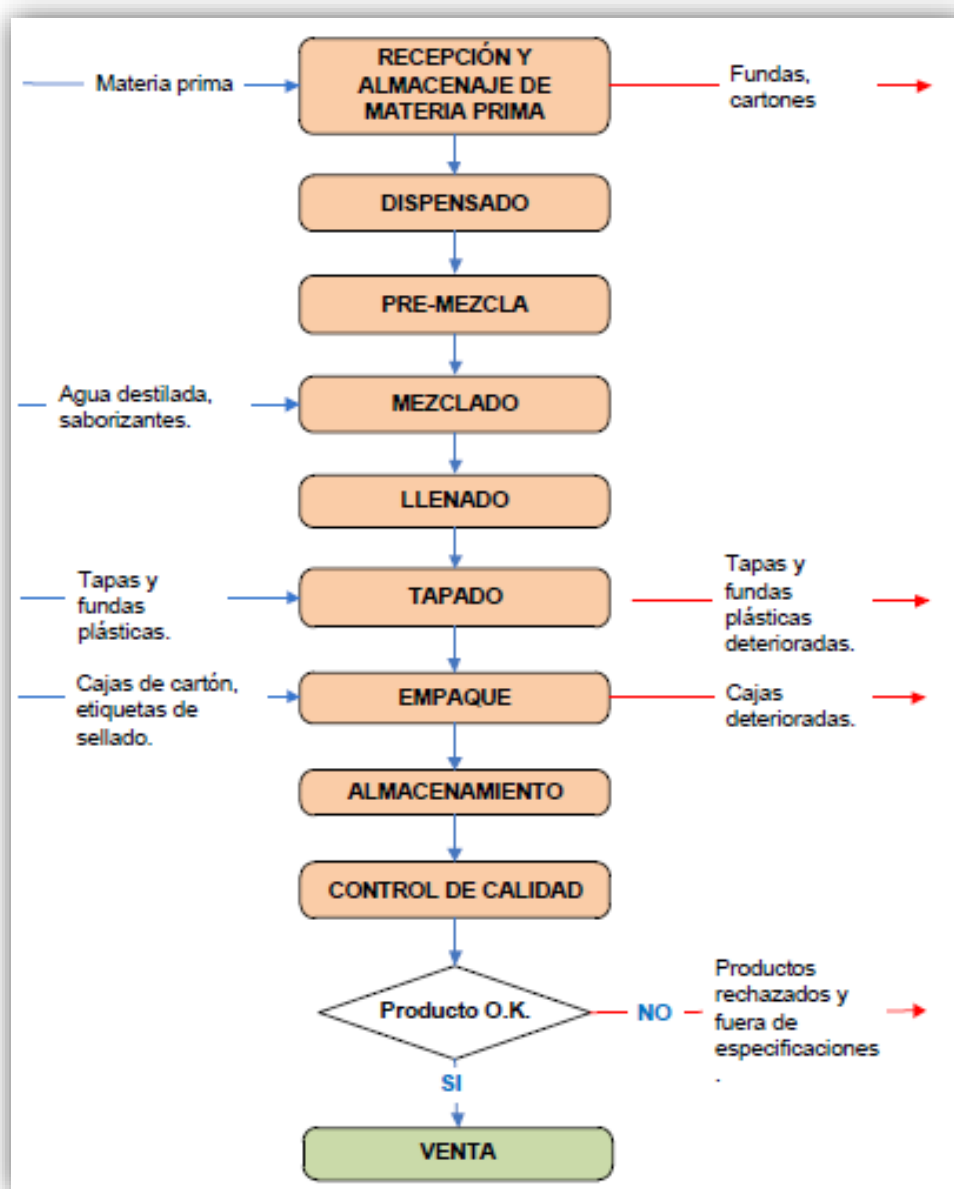 RECEPCIÓN Y
ALMACENAJE DE
MATERIA PRIMA
Materia prima
Fundas,
cartones
DISPENSADO
PRE-MEZCLA
Agua destilada,
saborizantes.
MEZCLADO
LLENADO
Tapas y
fundas
plásticas.
TAPADO
Tapas y
fundas
plásticas
deterioradas.
Cajas de cartón,
etiquetas de
sellado.
EMPAQUE
Cajas
deterioradas.
ALMACENAMIENTO
CONTROL DE CALIDAD
Producto O.K.
NO
Productos
rechazados y
fuera de
especificaciones
.
SI
VENTA